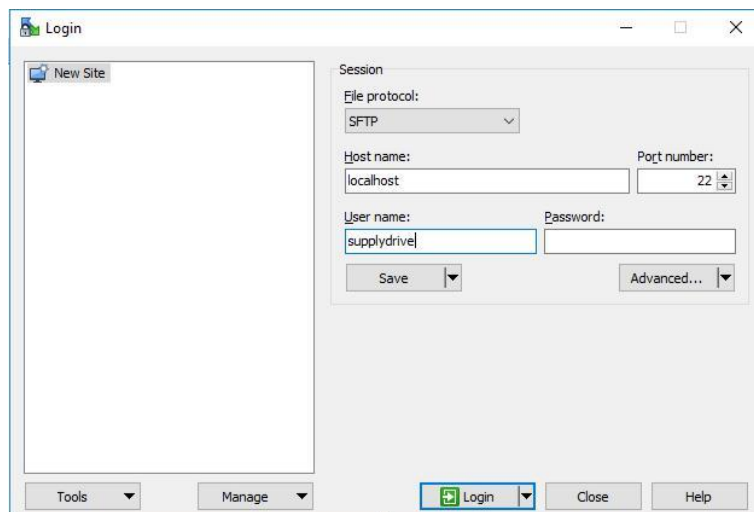 Login
New Site
Session
File protocol:
SFTP
Host name:
Port number:
localhost
22
User name:
Password:
supplydrive
Save
Advanced...
Tools
Manage
Login
Close
Help